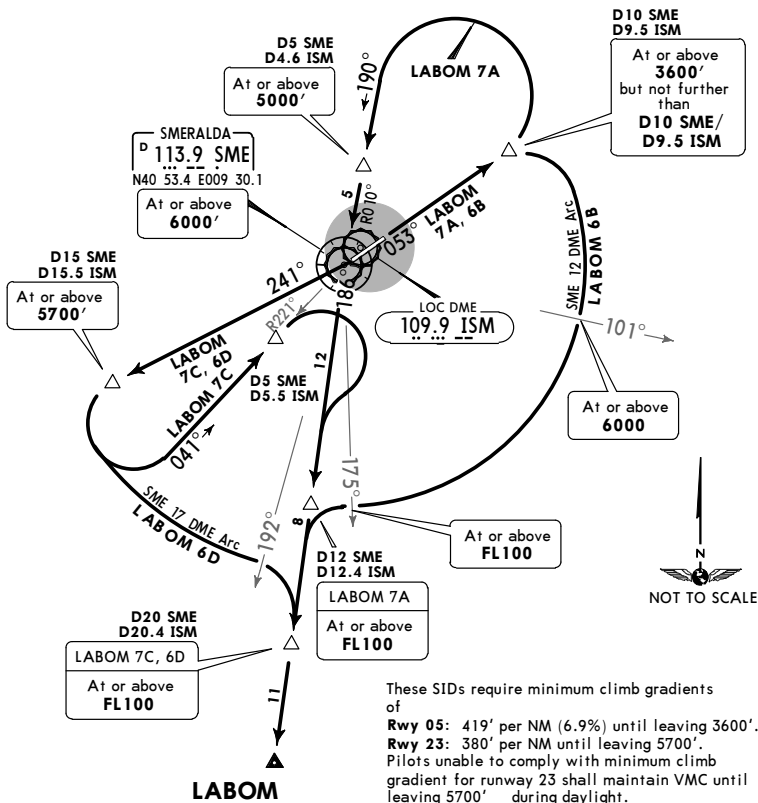 D5 SME
D4.6 ISM
At or above
5000'
190°
LABOM 7A
D10 SME
D9.5 ISM
At or above
3600'
but not further
than
D10 SME/
D9.5 ISM
SMERALDA
D 113.9 SME
N40 53.4 E009 30.1
At or above
6000'
5
R010°
053°
LABOM
7A, 6B
SME 12 DME Arc
LABOM 6B
D15 SME
D15.5 ISM
At or above
5700'
241°
186°
R221°
LOC DME
109.9 ISM
101°
At or above
6000
LABOM
7C, 6D
LABOM 7C
041°
D5 SME
D5.5 ISM
12
175°
SME 17 DME Arc
LABOM 6D
192°
8
At or above
FL100
D12 SME
D12.4 ISM
LABOM 7A
At or above
FL100
N
NOT TO SCALE
D20 SME
D20.4 ISM
LABOM 7C, 6D
At or above
FL100
11
LABOM
These SIDs require minimum climb gradients
of
Rwy 05: 419' per NM (6.9%) until leaving 3600'.
Rwy 23: 380' per NM until leaving 5700'.
Pilots unable to comply with minimum climb
gradient for runway 23 shall maintain VMC until
leaving 5700' during daylight.